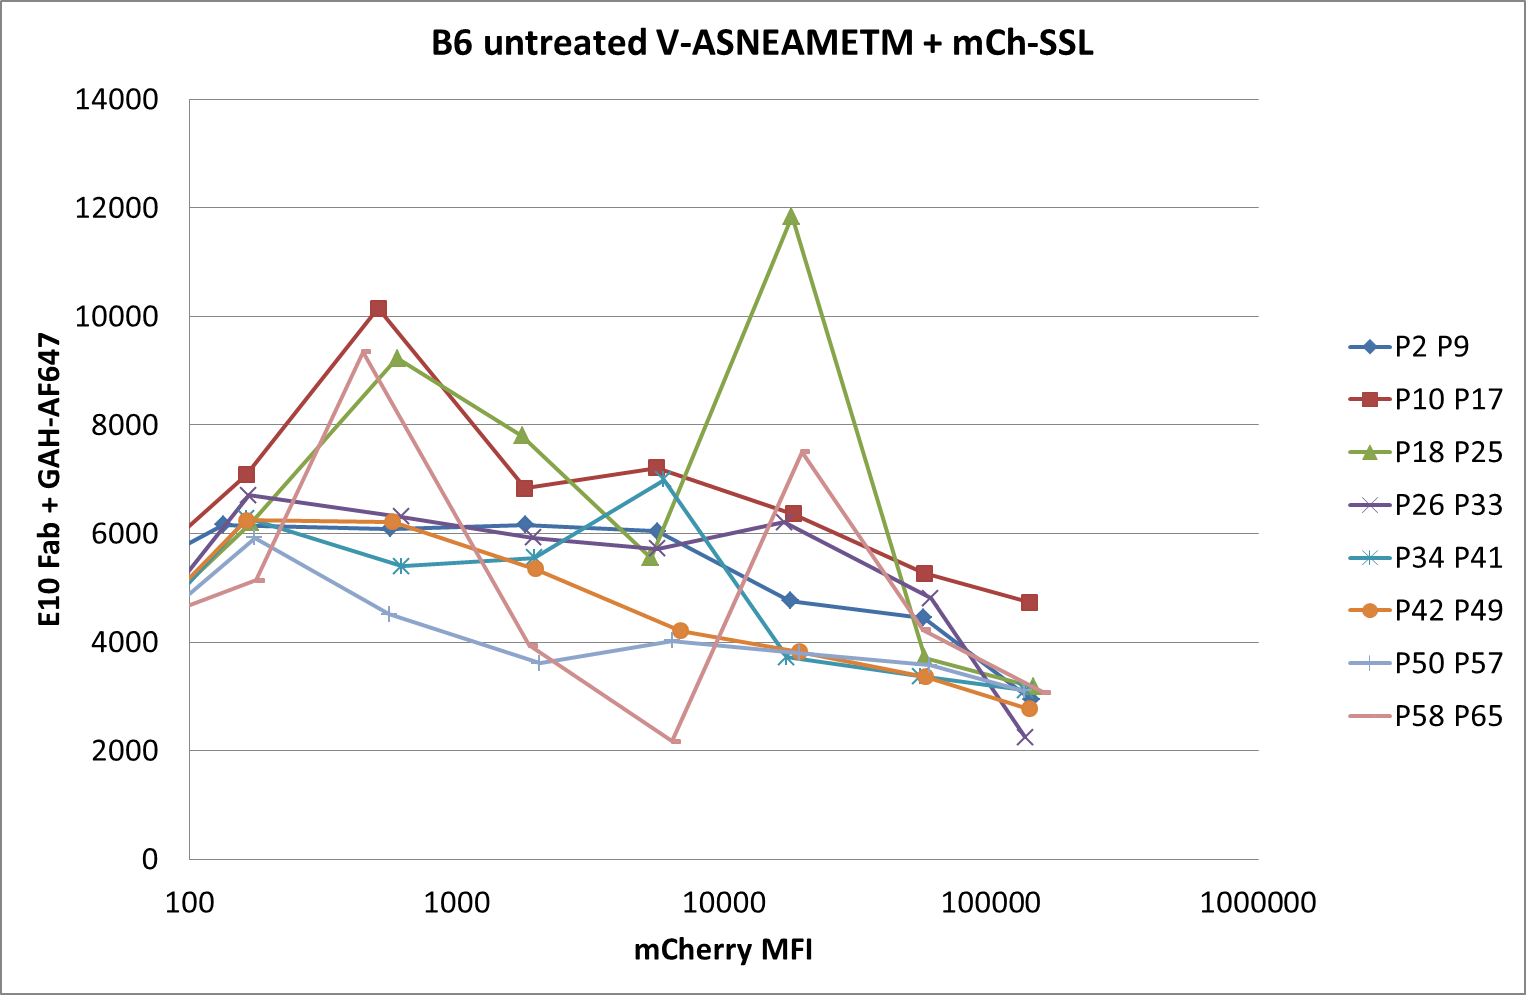 B6 untreated V-ASNEAMETM + mCh-SSL
14000
12000
10000
8000
6000
4000
2000
0
E10 Fab + GAH-AF647
100 1000 10000 100000 1000000
mCherry MFI
P2 P9
P10 P17
P18 P25
P26 P33
P34 P41
P42 P49
P50 P57
P58 P65